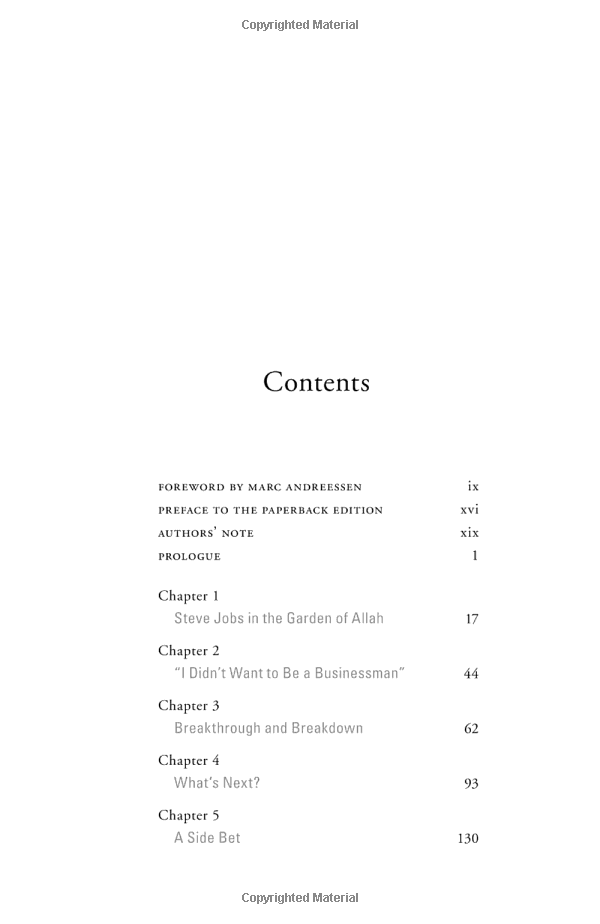 Copyrighted Material
Contents
FOREWORD BY MARC ANDREESSEN ix
PREFACE TO THE PAPERBACK EDITION xvi
AUTHORS' NOTE xix
PROLOGUE 1
Chapter 1
Steve Jobs in the Garden of Allah 17
Chapter 2
“I Didn't Want to Be a Businessman” 44
Chapter 3
Breakthrough and Breakdown 62
Chapter 4
What's Next? 93
Chapter 5
A Side Bet 130
Copyrighted Material